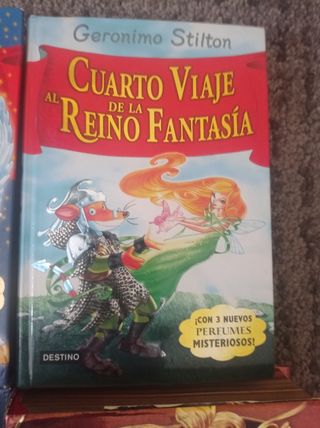 Geronimo Stilton
CUARTO VIAJE
AL DE LA
REINO FANTASÍA
¡CON 3 NUEVOS
PERFUMES
MISTERIOSOS!
DESTINO